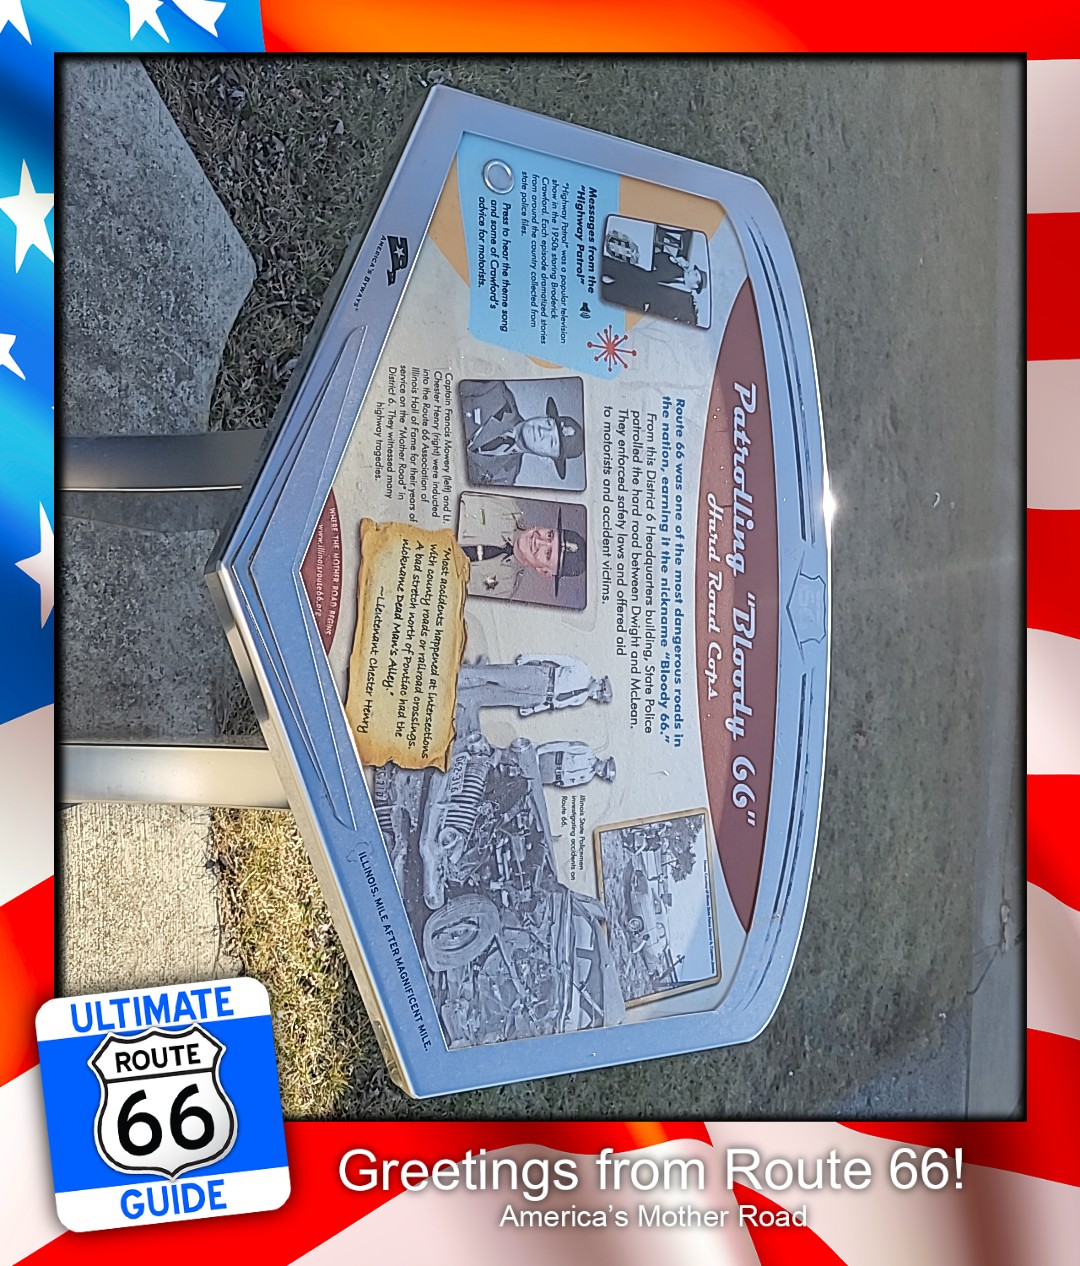 Patrolling "Bloody 66"
Hard Road Cops
Route 66 was one of the most dangerous roads in
the nation, earning it the nickname "Bloody 66."
From this District 6 Headquarters building, State Police
patrolled the hard road between Dwight and McLean.
They enforced safety laws and offered aid
to motorists and accident victims.
Messages from the
"Highway Patrol"
"Highway Patrol" was a popular television
show in the 1950s staring Broderick
Crawford. Each episode dramatized stories
from around the country collected from
state police files.
Press to hear the theme song
and some of Crawford's
advice for motorists.
AMERICA'S BYWAYS
Captain Francis Mowery (left) and Lt.
Chester Henry (right) were inducted
into the Route 66 Association of
Illinois Hall of Fame for their years of
service on the "Mother Road" in
District 6. They witnessed many
highway tragedies.
"Most accidents happened at intersections
with county roads or railroad crossings.
A bad stretch north of Pontiac had the
nickname Dead Man's Alley."
~Lieutenant Chester Henry
Illinois State Policemen
investigating accidents on
Route 66.
WHERE THE MOTHER ROAD BEGINS
www.illinoisroute66.org
ILLINOIS. MILE AFTER MAGNIFICENT MILE.
ULTIMATE
ROUTE
66
GUIDE
Greetings from Route 66!
America's Mother Road